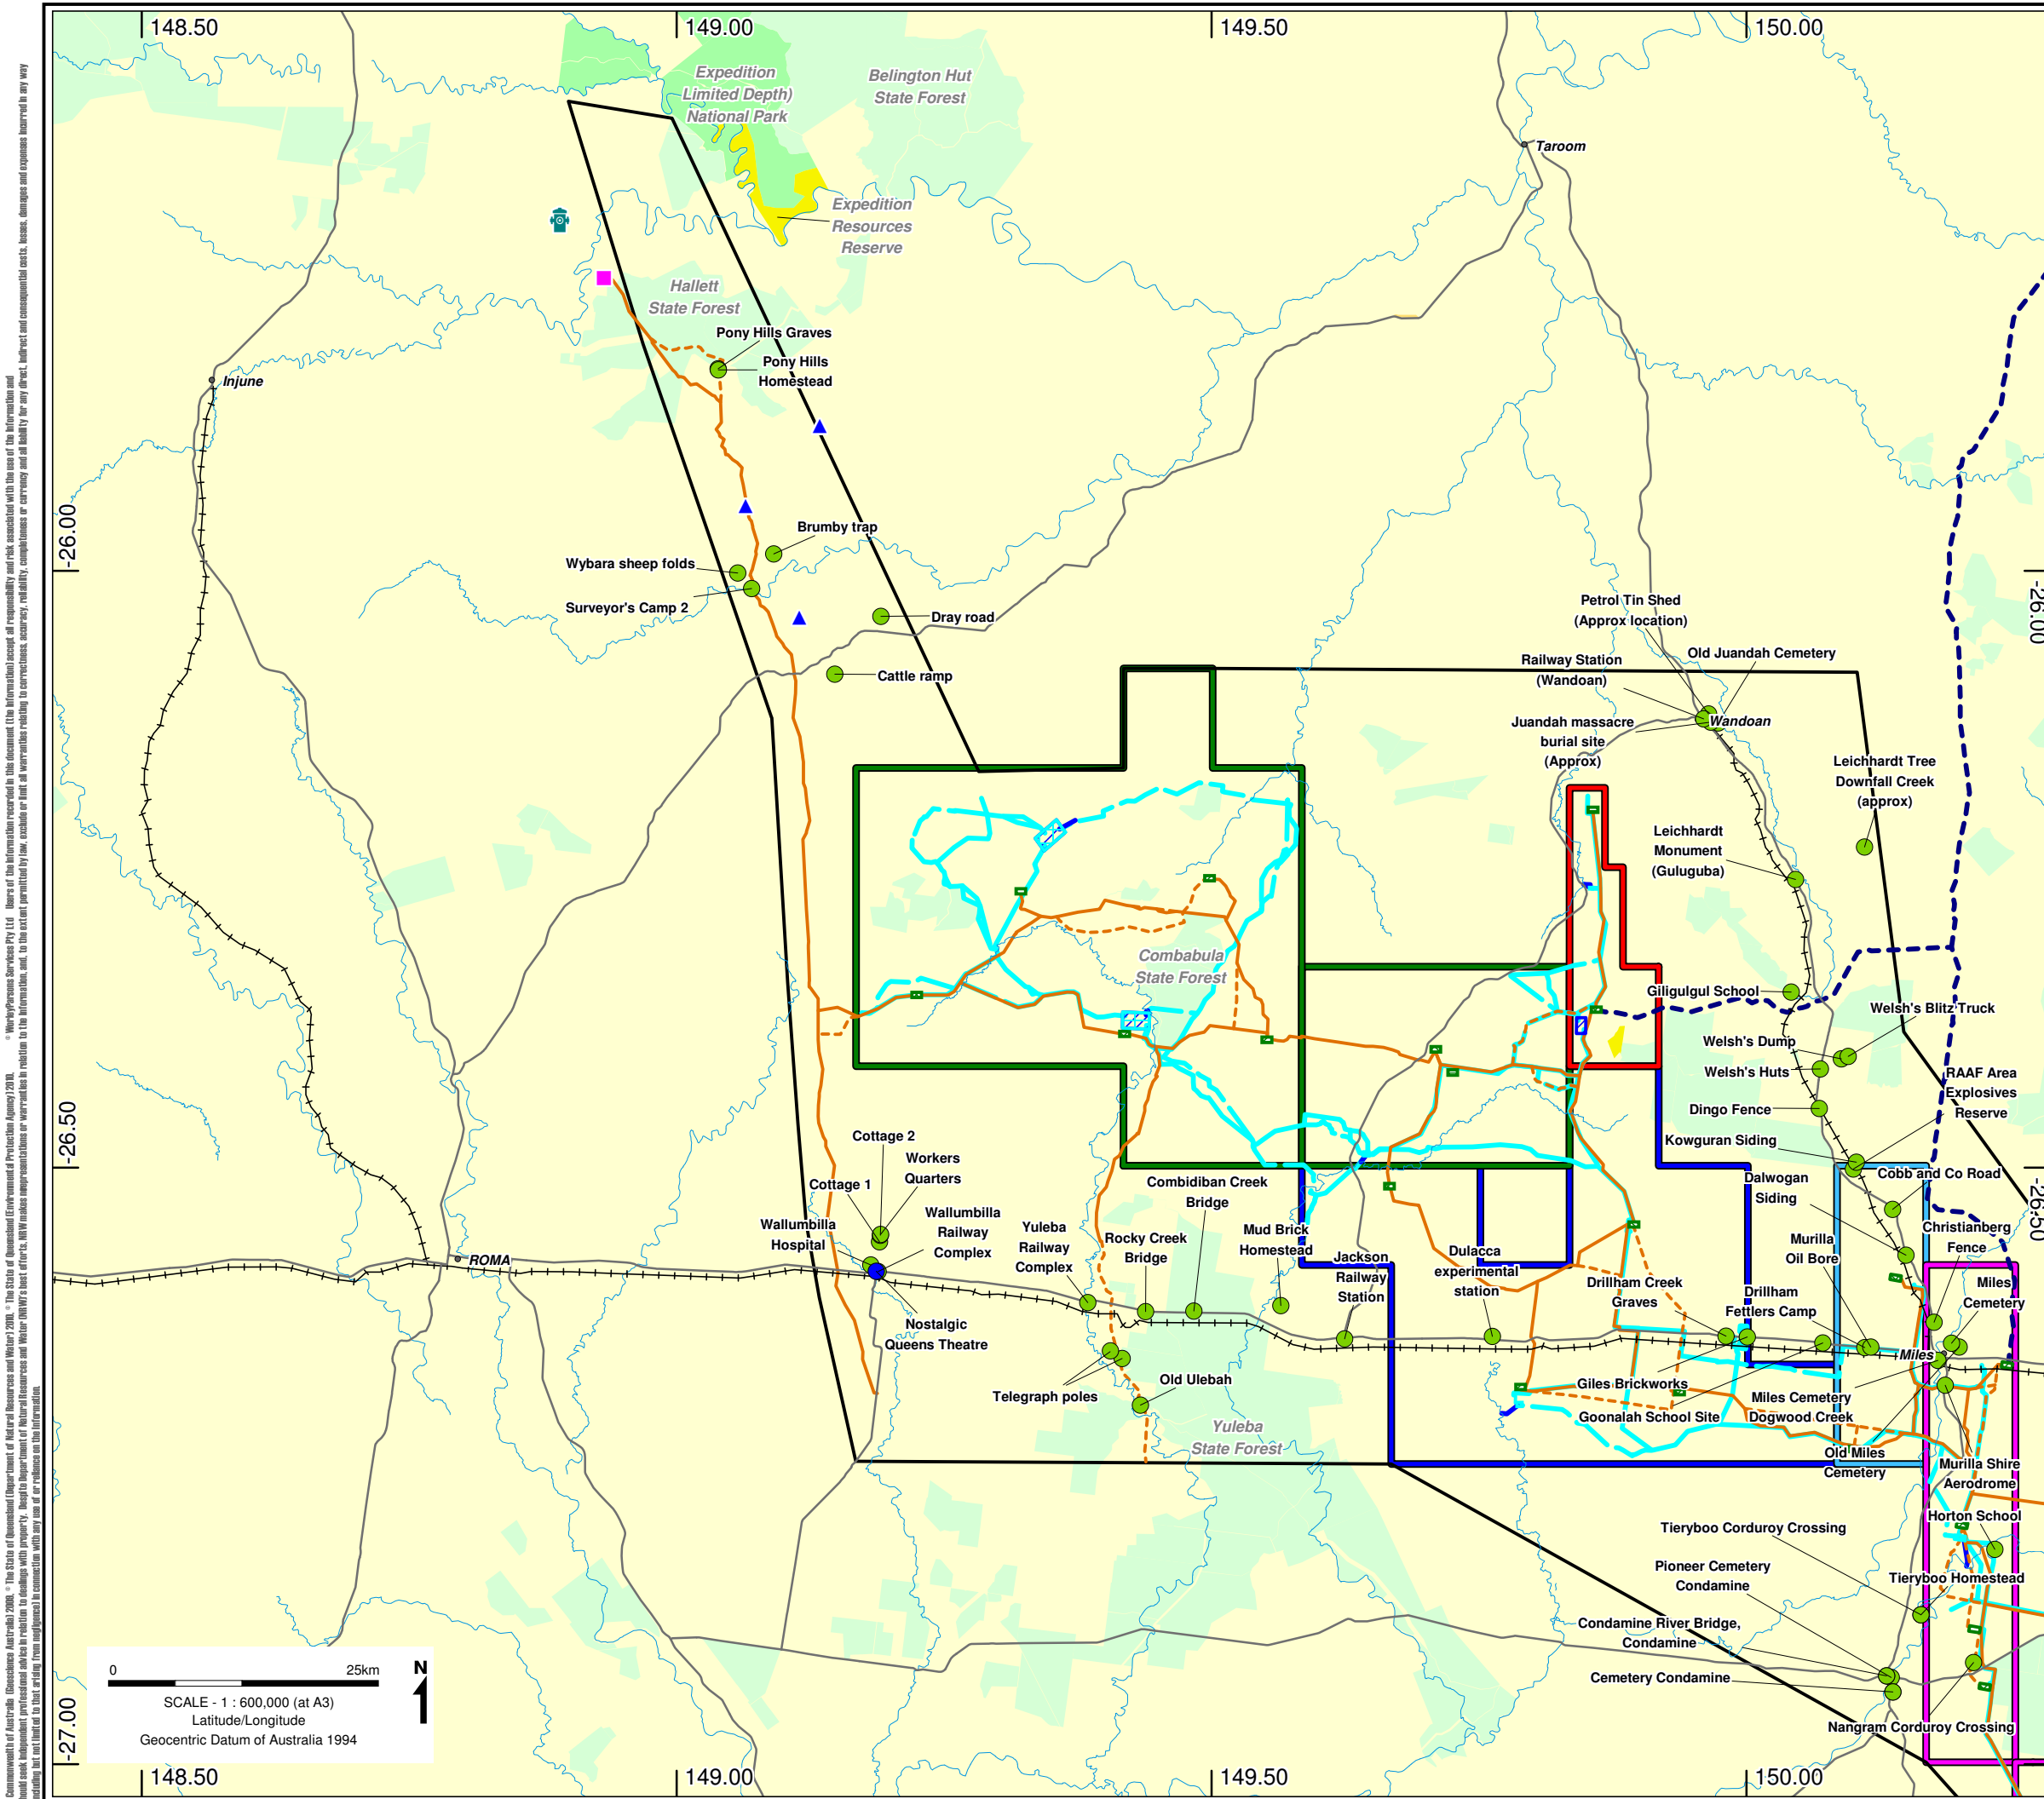 148.50
149.00
149.50
150.00
Expedition
Limited Depth)
National Park
Belington Hut
State Forest
Taroom
Expedition
Resources
Reserve
Hallett
State Forest
Pony Hills Graves
Pony Hills
Homestead
Injune
-26.00
-26.00
Brumby trap
Wybara sheep folds
Surveyor's Camp 2
Dray road
Cattle ramp
Petrol Tin Shed
(Approx location)
Old Juandah Cemetery
Railway Station
(Wandoan)
Juandah massacre
burial site
(Approx)
Wandoan
Leichhardt Tree
Downfall Creek
(approx)
Leichhardt
Monument
(Guluguba)
Combabula
State Forest
Giligulgul School
Welsh's Blitz Truck
Welsh's Dump
Welsh's Huts
RAAF Area
Explosives
Reserve
Dingo Fence
Kowguran Siding
-26.50
-26.50
Cottage 2
Workers
Quarters
Cottage 1
Wallumbilla
Hospital
Wallumbilla
Railway
Complex
Nostalgic
Queens Theatre
ROMA
Yuleba
Railway
Complex
Rocky Creek
Bridge
Combidiban Creek
Bridge
Mud Brick
Homestead
Jackson
Railway
Station
Dulacca
experimental
station
Dalwogan
Siding
Cobb and Co Road
Christianberg
Fence
Murilla
Oil Bore
Drillham Creek
Graves
Drillham
Fettlers Camp
Miles
Cemetery
Miles
Telegraph poles
Old Ulebah
Giles Brickworks
Goonalah School Site
Miles Cemetery
Dogwood Creek
Yuleba
State Forest
Old Miles
Cemetery
Murilla Shire
Aerodrome
Horton School
Tieryboo Corduroy Crossing
Pioneer Cemetery
Condamine
Tieryboo Homestead
Condamine River Bridge,
Condamine
Cemetery Condamine
Nangram Corduroy Crossing
-27.00
0 25km
N
SCALE - 1 : 600,000 (at A3)
Latitude/Longitude
Geocentric Datum of Australia 1994
148.50
149.00
149.50
150.00